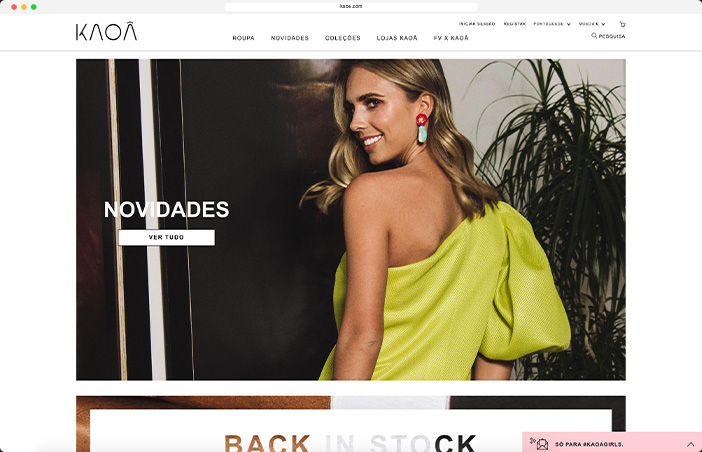 kaoa.com
KAOÂ
INICIAR SESSÃO REGISTAR PORTUGUESE MOEDA €
ROUPA NOVIDADES COLEÇÕES LOJAS KAOÂ FV X KAOÂ
PESQUISA
NOVIDADES
VER TUDO
BACK IN STOCK
SÓ PARA #KAOAGIRLS.